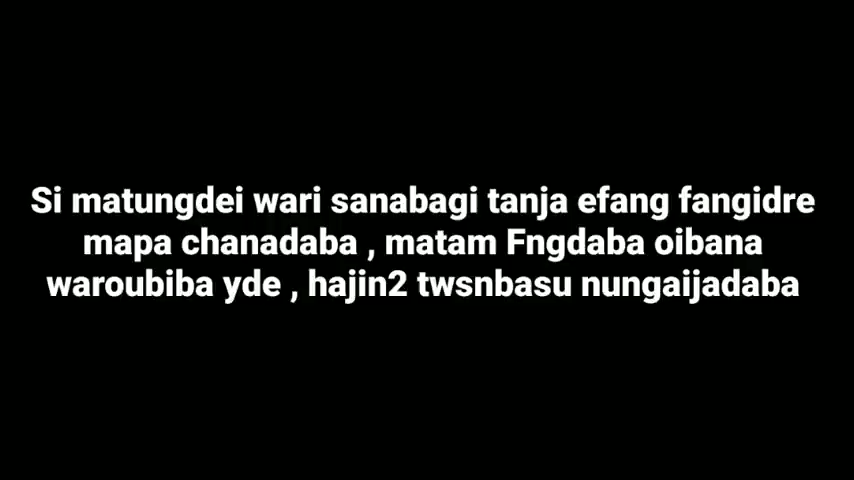 Si matungdei wari sanabagi tanja efang fangidre
mapa chanadaba , matam Fngdaba oibana
waroubiba yde , hajin2 twsnbasu nungaijadaba